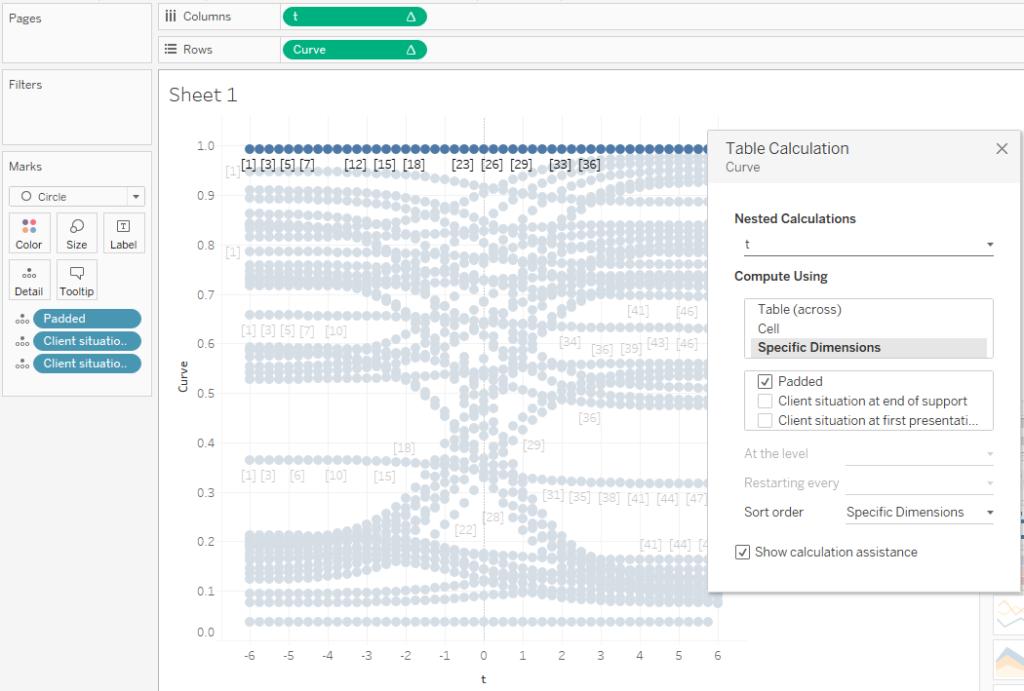 Pages
Columns
t
Rows
Curve
Filters
Sheet 1
Marks
Circle
Color
Size
Label
Detail
Tooltip
Padded
Client situatio..
Client situatio..
1.0
0.9
0.8
0.7
0.6
0.5
0.4
0.3
0.2
0.1
0.0
Curve
[1] [3] [5] [7] [12] [15] [18] [23] [26] [29] [33] [36]
[1]
[1]
[41] [46]
[1] [3] [5] [7] [10]
[34] [36] [39] [43] [46]
[36]
[18] [29]
[1] [3] [6] [10] [15]
[31] [35] [38] [41] [44] [47]
[28]
[22]
[41] [44]
-6 -5 -4 -3 -2 -1 0 1 2 3 4 5 6
t
Table Calculation
Curve
Nested Calculations
t
Compute Using
Table (across)
Cell
Specific Dimensions
Padded
Client situation at end of support
Client situation at first presentati...
At the level
Restarting every
Sort order Specific Dimensions
Show calculation assistance